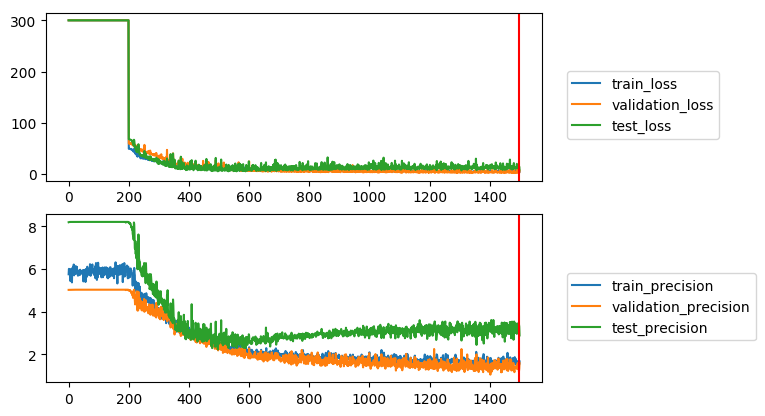 300
200
100
0
0 200 400 600 800 1000 1200 1400
train_loss
validation_loss
test_loss
8
6
4
2
0 200 400 600 800 1000 1200 1400
train_precision
validation_precision
test_precision